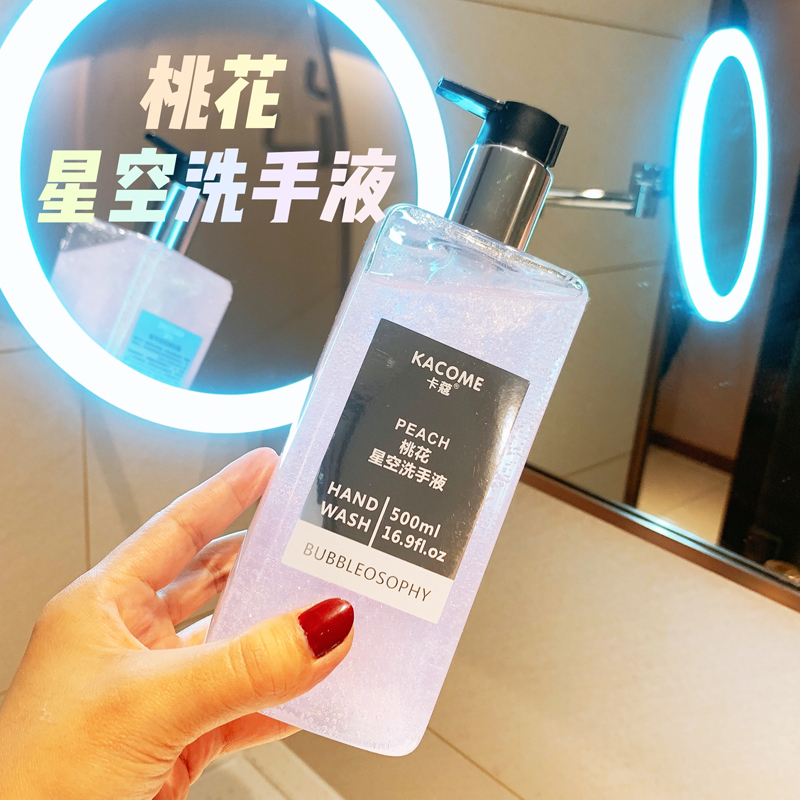 桃花
星空洗手液
KACOME
卡蔻®
PEACH
桃花
星空洗手液
HAND
WASH
500ml
16.9fl.oz
BUBBLEOSOPHY